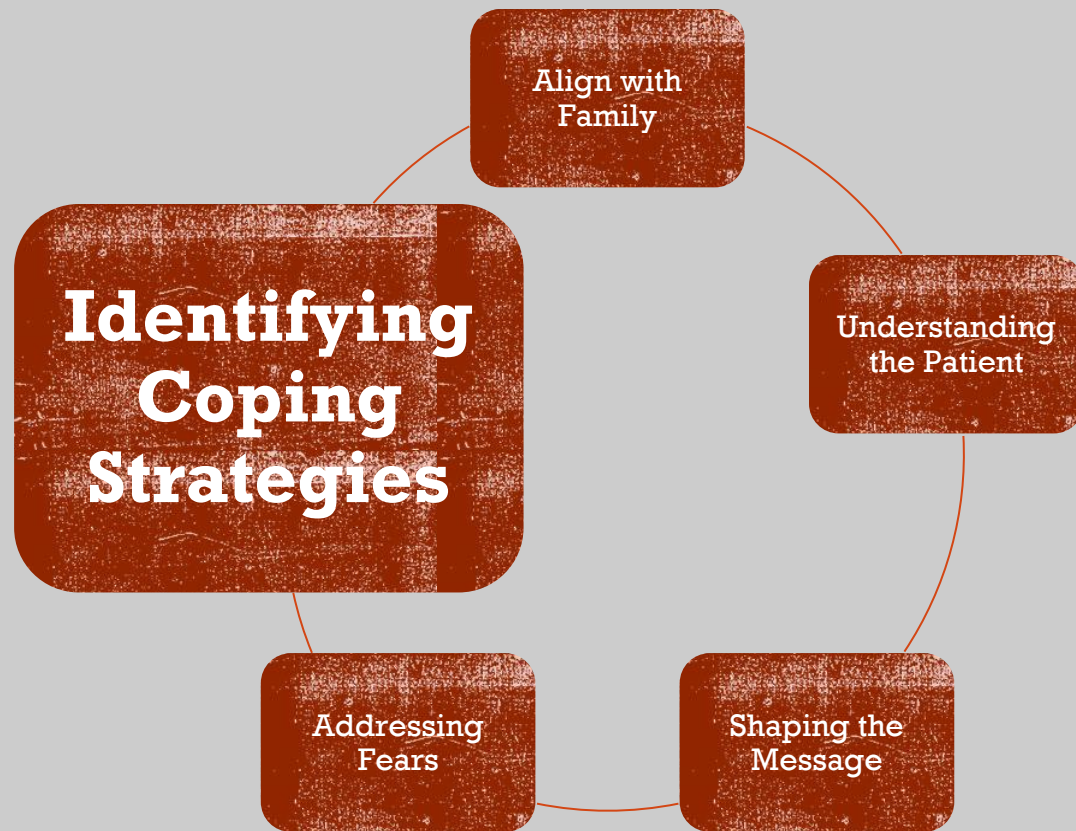 Align with
Family
Understanding
the Patient
Shaping the
Message
Addressing
Fears
Identifying
Coping
Strategies